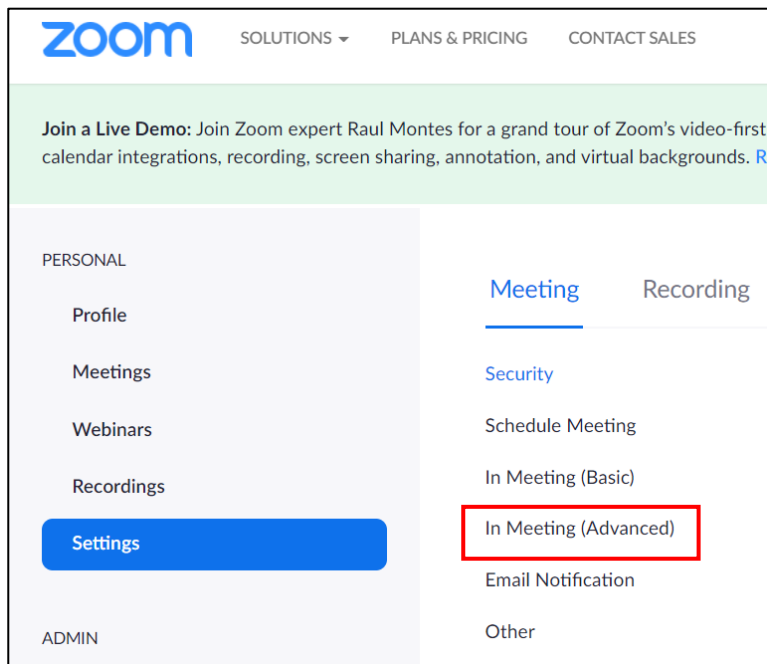 zoom SOLUTIONS PLANS & PRICING CONTACT SALES
Join a Live Demo: Join Zoom expert Raul Montes for a grand tour of Zoom's video-first
calendar integrations, recording, screen sharing, annotation, and virtual backgrounds. R
PERSONAL
Profile
Meetings
Webinars
Recordings
Settings
ADMIN
Meeting Recording
Security
Schedule Meeting
In Meeting (Basic)
In Meeting (Advanced)
Email Notification
Other